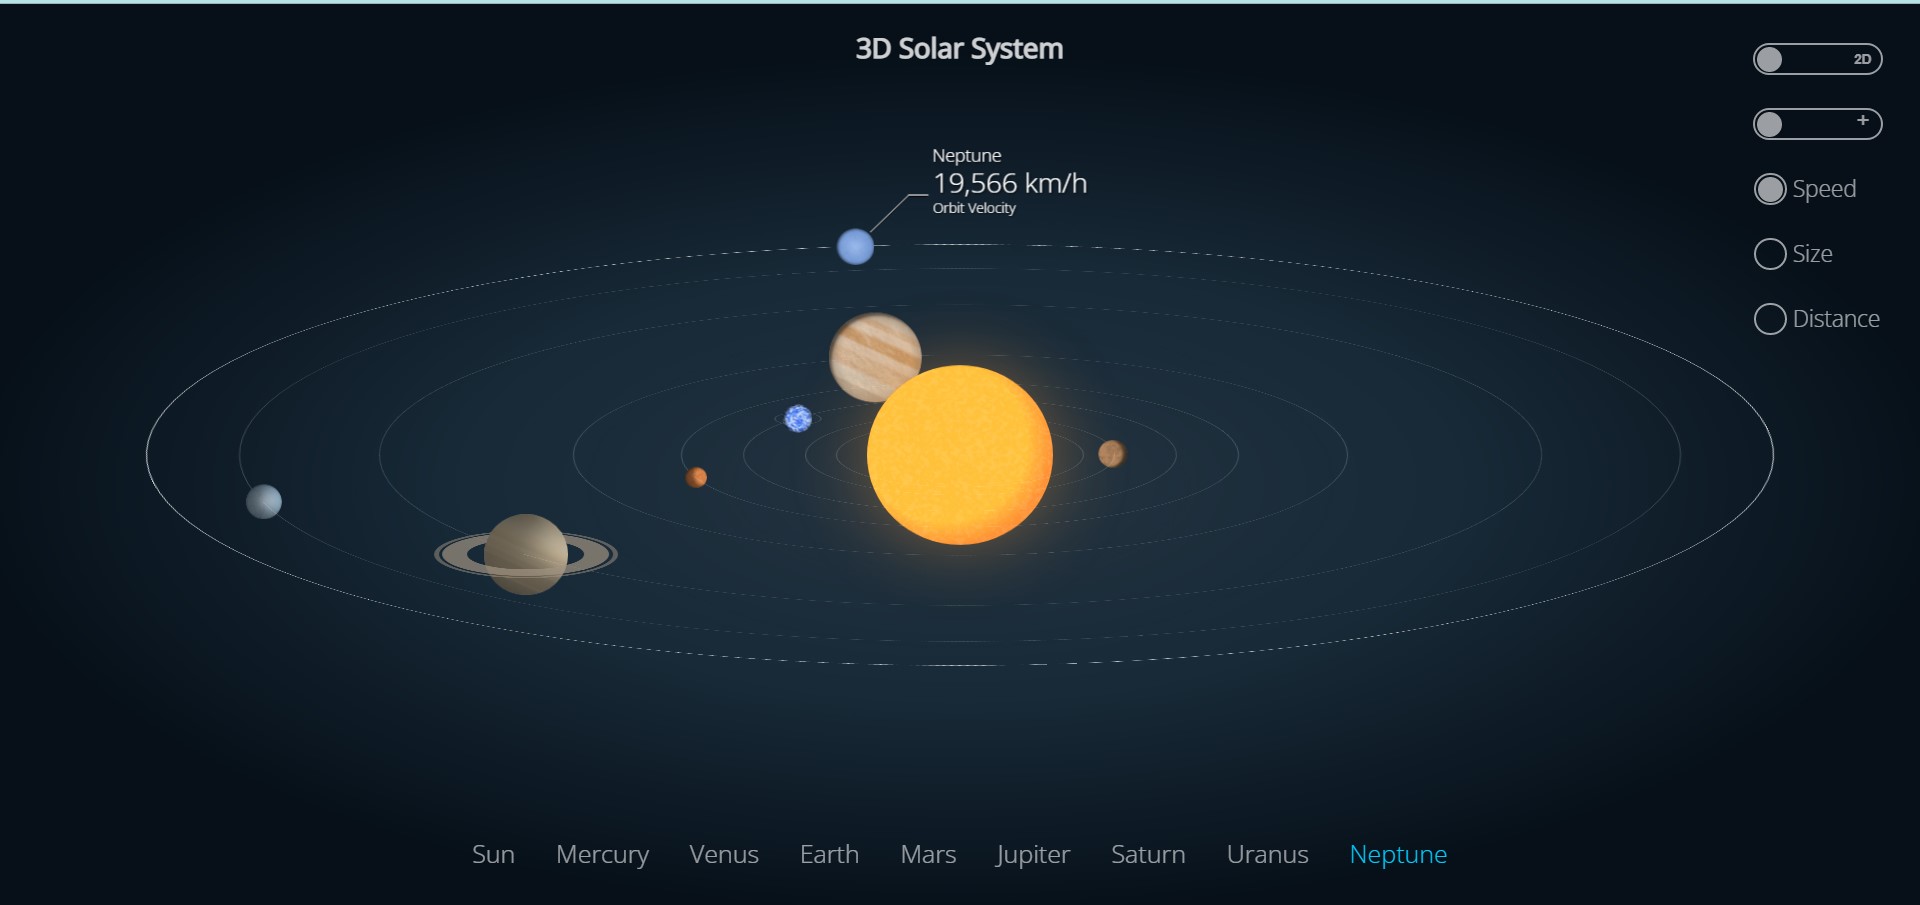 3D Solar System
2D
+
Neptune
19,566 km/h
Orbit Velocity
Speed
Size
Distance
Sun Mercury Venus Earth Mars Jupiter Saturn Uranus Neptune